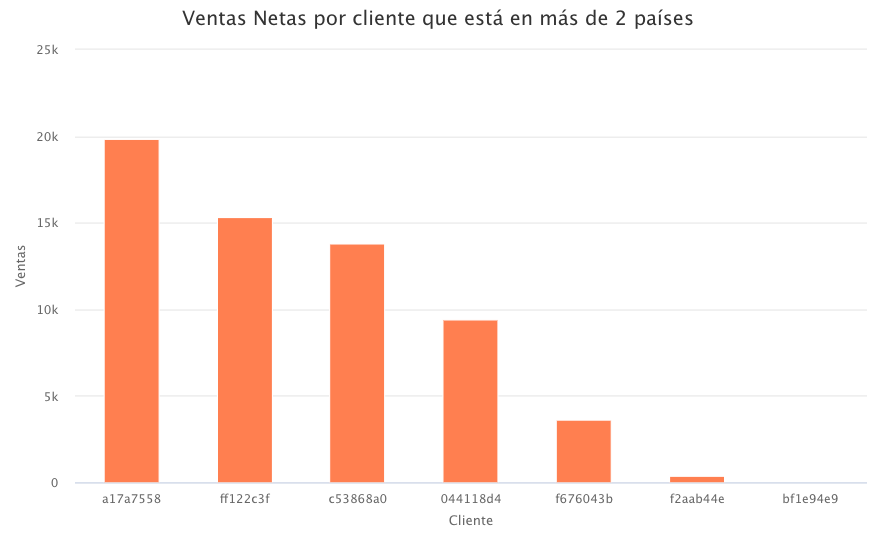 Ventas Netas por cliente que está en más de 2 países
25k
20k
15k
10k
5k
0
Ventas
a17a7558 ff122c3f c53868a0 044118d4 f676043b f2aab44e bf1e94e9
Cliente